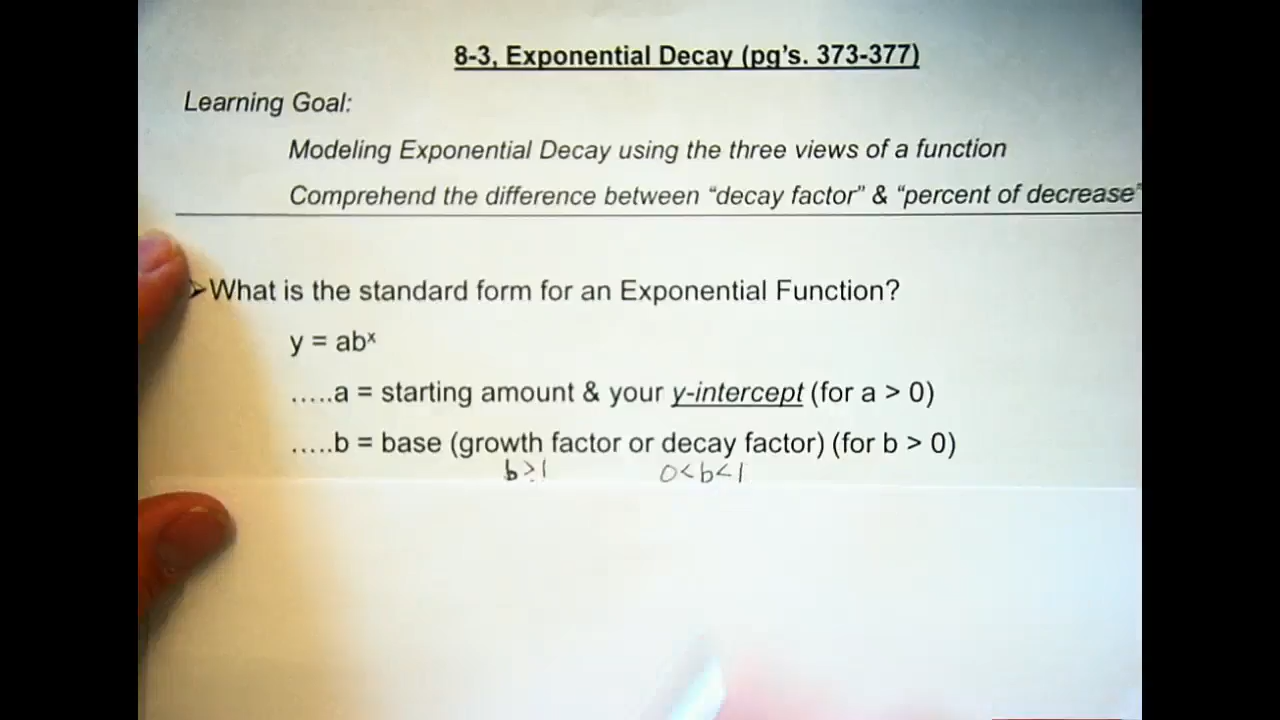 8-3, Exponential Decay (pg's. 373-377)
Learning Goal:
Modeling Exponential Decay using the three views of a function
Comprehend the difference between “decay factor” & “percent of decrease”
➢What is the standard form for an Exponential Function?
y = abˣ
…..a = starting amount & your y-intercept (for a > 0)
…..b = base (growth factor or decay factor) (for b > 0)
b>1 0<b<1